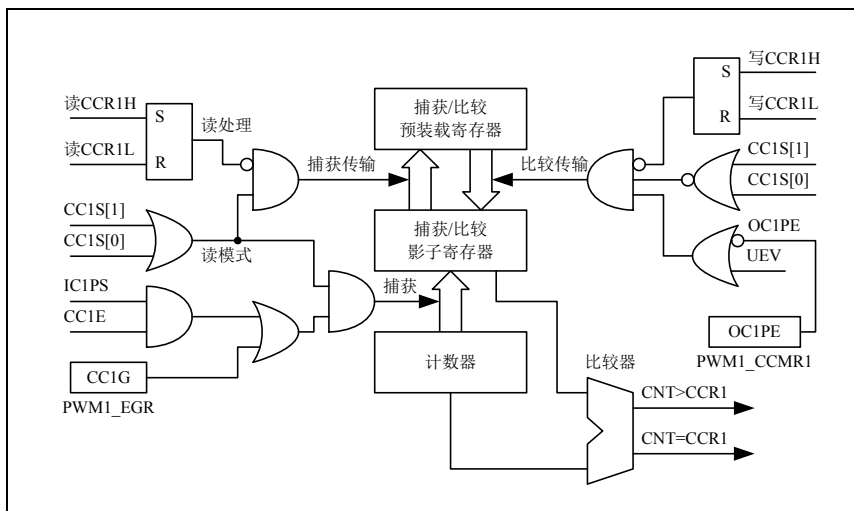 读CCR1H
读CCR1L
S
R
读处理
捕获/比较
预装载寄存器
捕获传输
比较传输
S
R
写CCR1H
写CCR1L
CC1S[1]
CC1S[0]
CC1S[1]
CC1S[0]
读模式
捕获/比较
影子寄存器
OC1PE
UEV
IC1PS
CC1E
捕获
CC1G
PWM1_EGR
计数器
比较器
OC1PE
PWM1_CCMR1
CNT>CCR1
CNT=CCR1